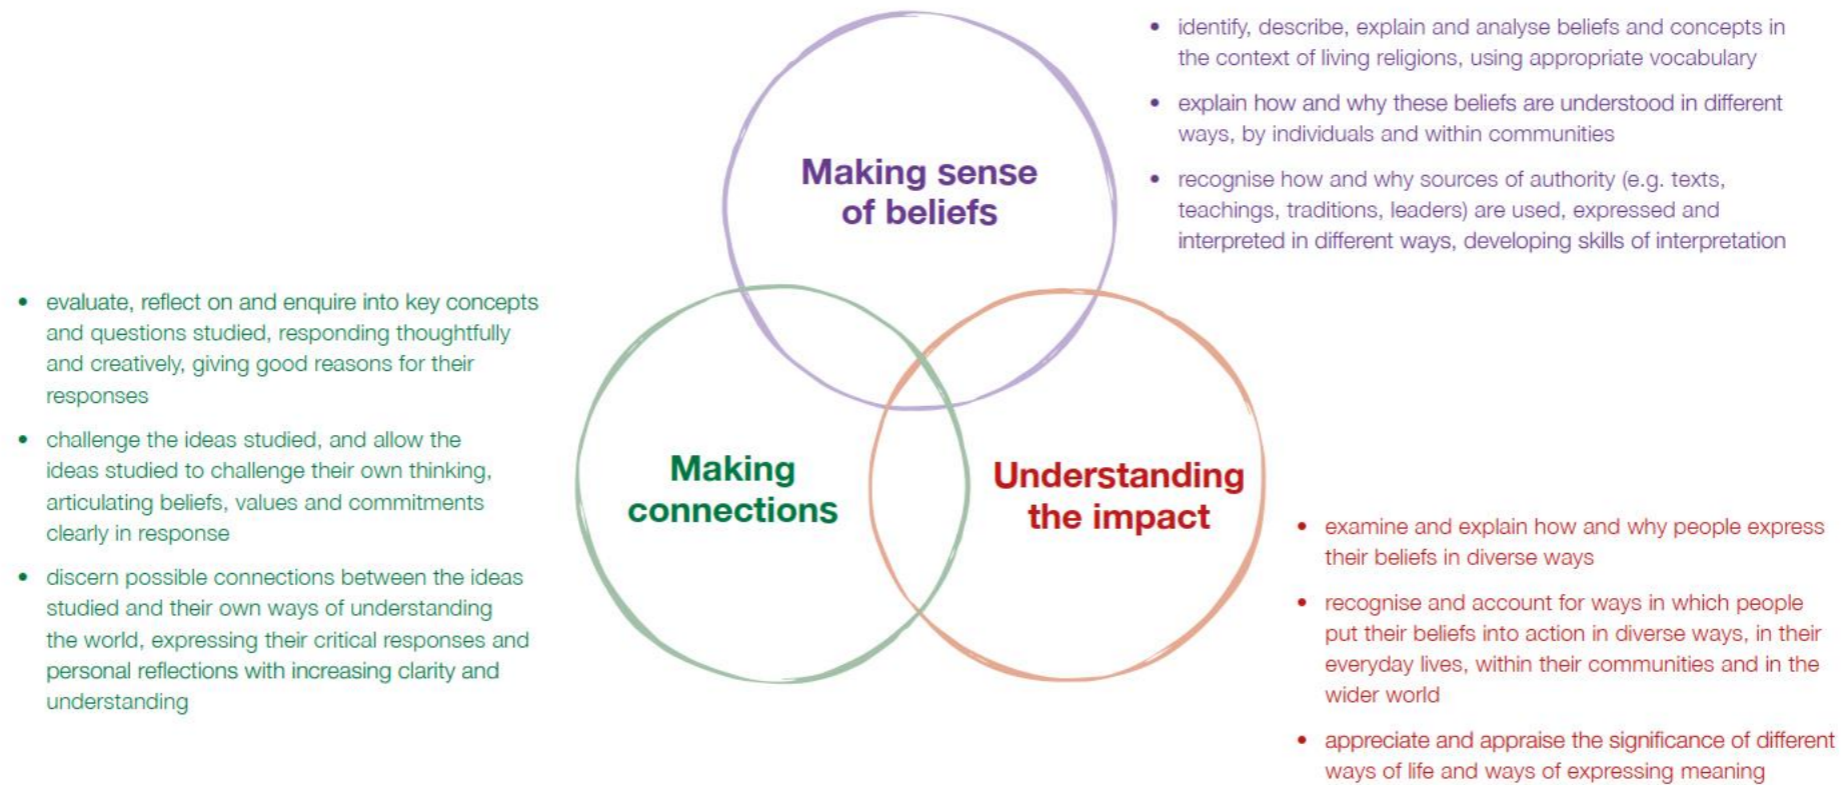 • identify, describe, explain and analyse beliefs and concepts in
the context of living religions, using appropriate vocabulary
• explain how and why these beliefs are understood in different
ways, by individuals and within communities
• recognise how and why sources of authority (e.g. texts,
teachings, traditions, leaders) are used, expressed and
interpreted in different ways, developing skills of interpretation
Making sense
of beliefs
• evaluate, reflect on and enquire into key concepts
and questions studied, responding thoughtfully
and creatively, giving good reasons for their
responses
• challenge the ideas studied, and allow the
ideas studied to challenge their own thinking,
articulating beliefs, values and commitments
clearly in response
• discern possible connections between the ideas
studied and their own ways of understanding
the world, expressing their critical responses and
personal reflections with increasing clarity and
understanding
Making
connections
Understanding
the impact
• examine and explain how and why people express
their beliefs in diverse ways
• recognise and account for ways in which people
put their beliefs into action in diverse ways, in their
everyday lives, within their communities and in the
wider world
• appreciate and appraise the significance of different
ways of life and ways of expressing meaning